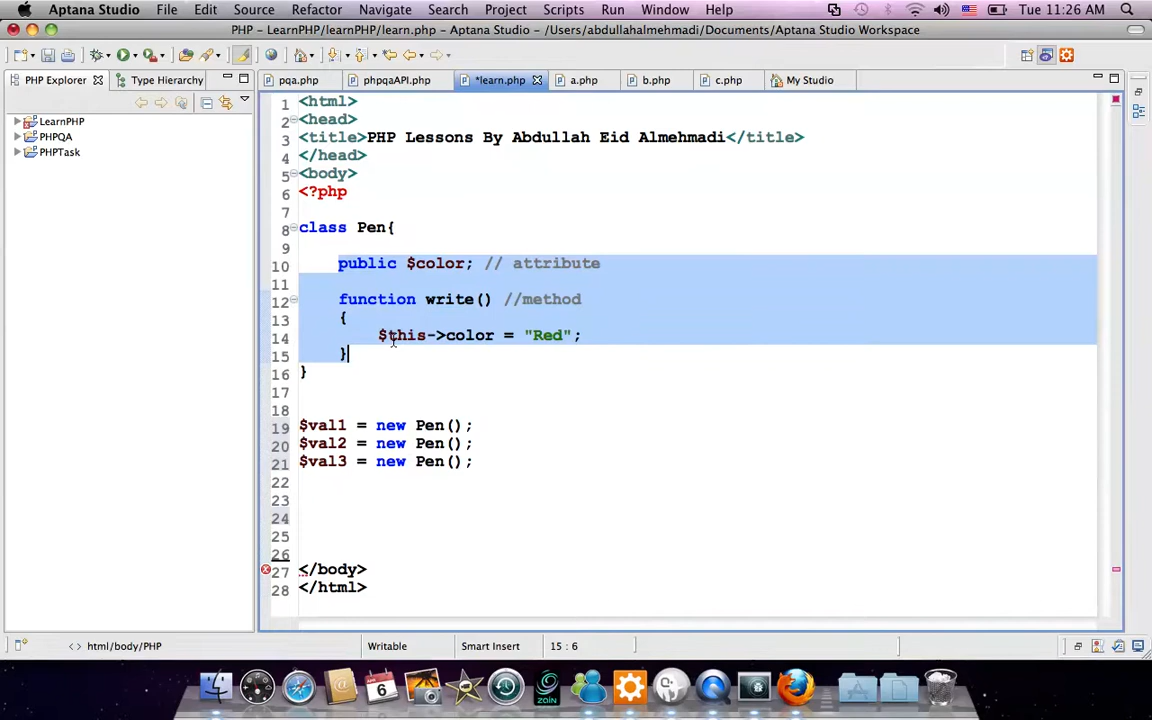 Aptana Studio File Edit Source Refactor Navigate Search Project Scripts Run Window Help Tue 11:26 AM
PHP - LearnPHP/learnPHP/learn.php - Aptana Studio - /Users/abdullahalmehmadi/Documents/Aptana Studio Workspace
PHP Explorer Type Hierarchy pqa.php phpqaAPI.php *learn.php a.php b.php c.php My Studio
LearnPHP
PHPQA
PHPTask
1 <html>
2 <head>
3 <title>PHP Lessons By Abdullah Eid Almehmadi</title>
4 </head>
5 <body>
6 <?php
7
8 class Pen{
9
10 public $color; // attribute
11
12 function write() //method
13 {
14 $this->color = "Red";
15 }
16 }
17
18
19 $val1 = new Pen();
20 $val2 = new Pen();
21 $val3 = new Pen();
22
23
24
25
26
27 </body>
28 </html>
html/body/PHP Writable Smart Insert 15 : 6
APR
6
zain